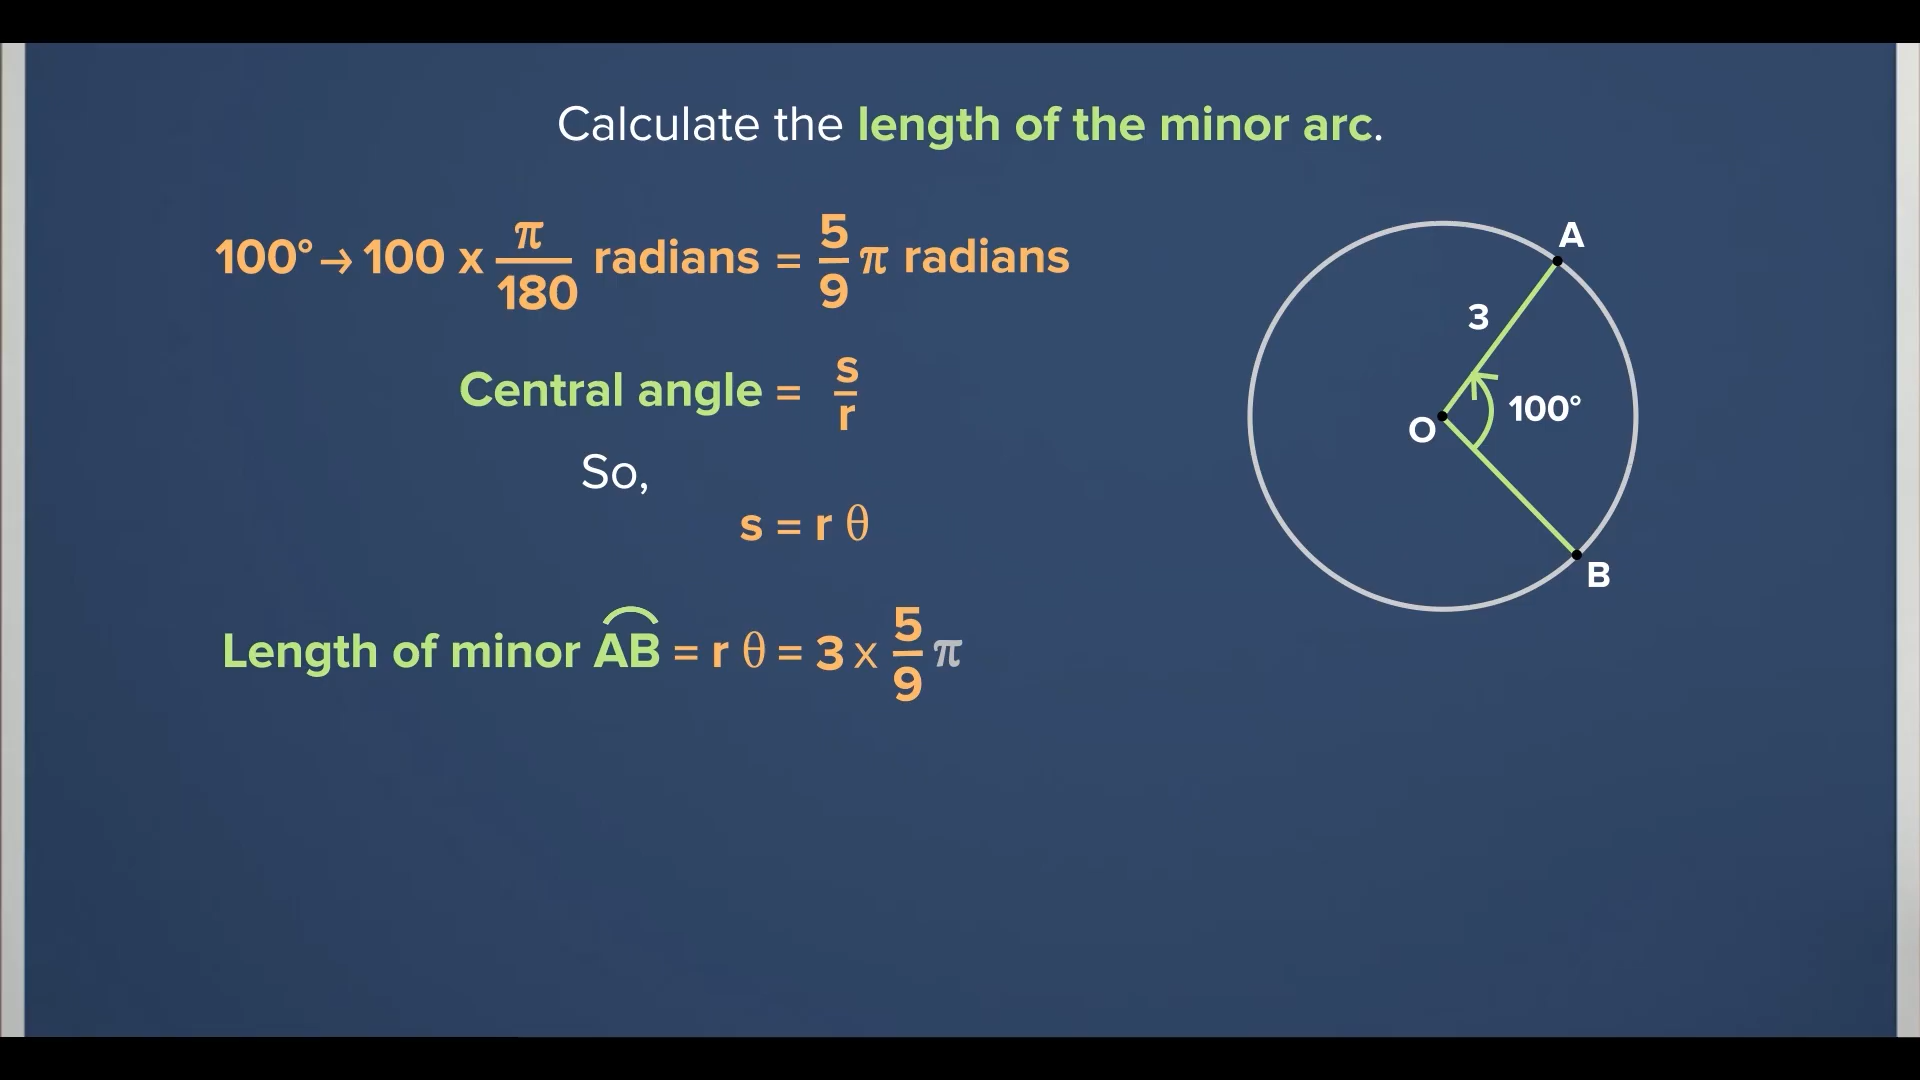 Calculate the length of the minor arc.
100° → 100 x π/180 radians = 5/9 π radians
Central angle = s/r
So,
s = r θ
Length of minor AB = r θ = 3 x 5/9 π
A
3
100°
O
B